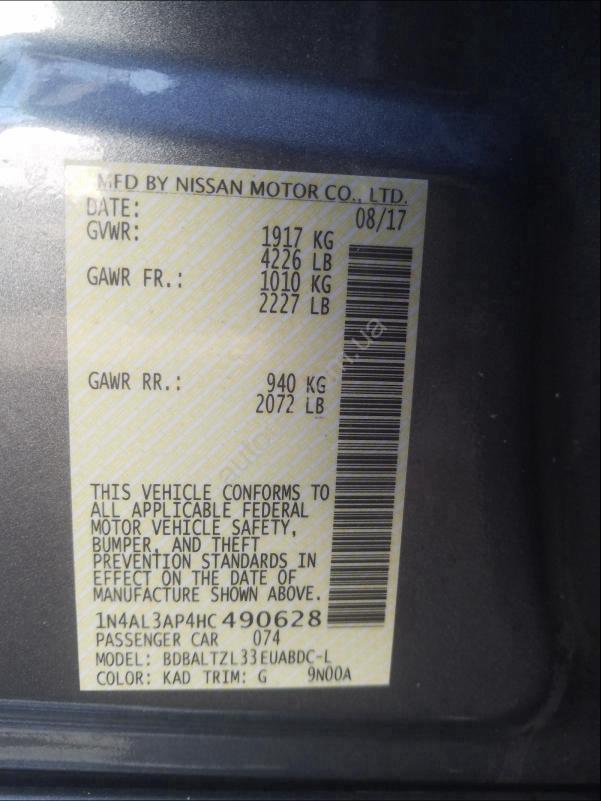 MFD BY NISSAN MOTOR CO., LTD.
DATE: 08/17
GVWR: 1917 KG
4226 LB
GAWR FR.: 1010 KG
2227 LB
GAWR RR.: 940 KG
2072 LB
THIS VEHICLE CONFORMS TO
ALL APPLICABLE FEDERAL
MOTOR VEHICLE SAFETY,
BUMPER, AND THEFT
PREVENTION STANDARDS IN
EFFECT ON THE DATE OF
MANUFACTURE SHOWN ABOVE.
1N4AL3AP4HC490628
PASSENGER CAR 074
MODEL: BDBALTZL33EUABDC-L
COLOR: KAD TRIM: G 9N00A